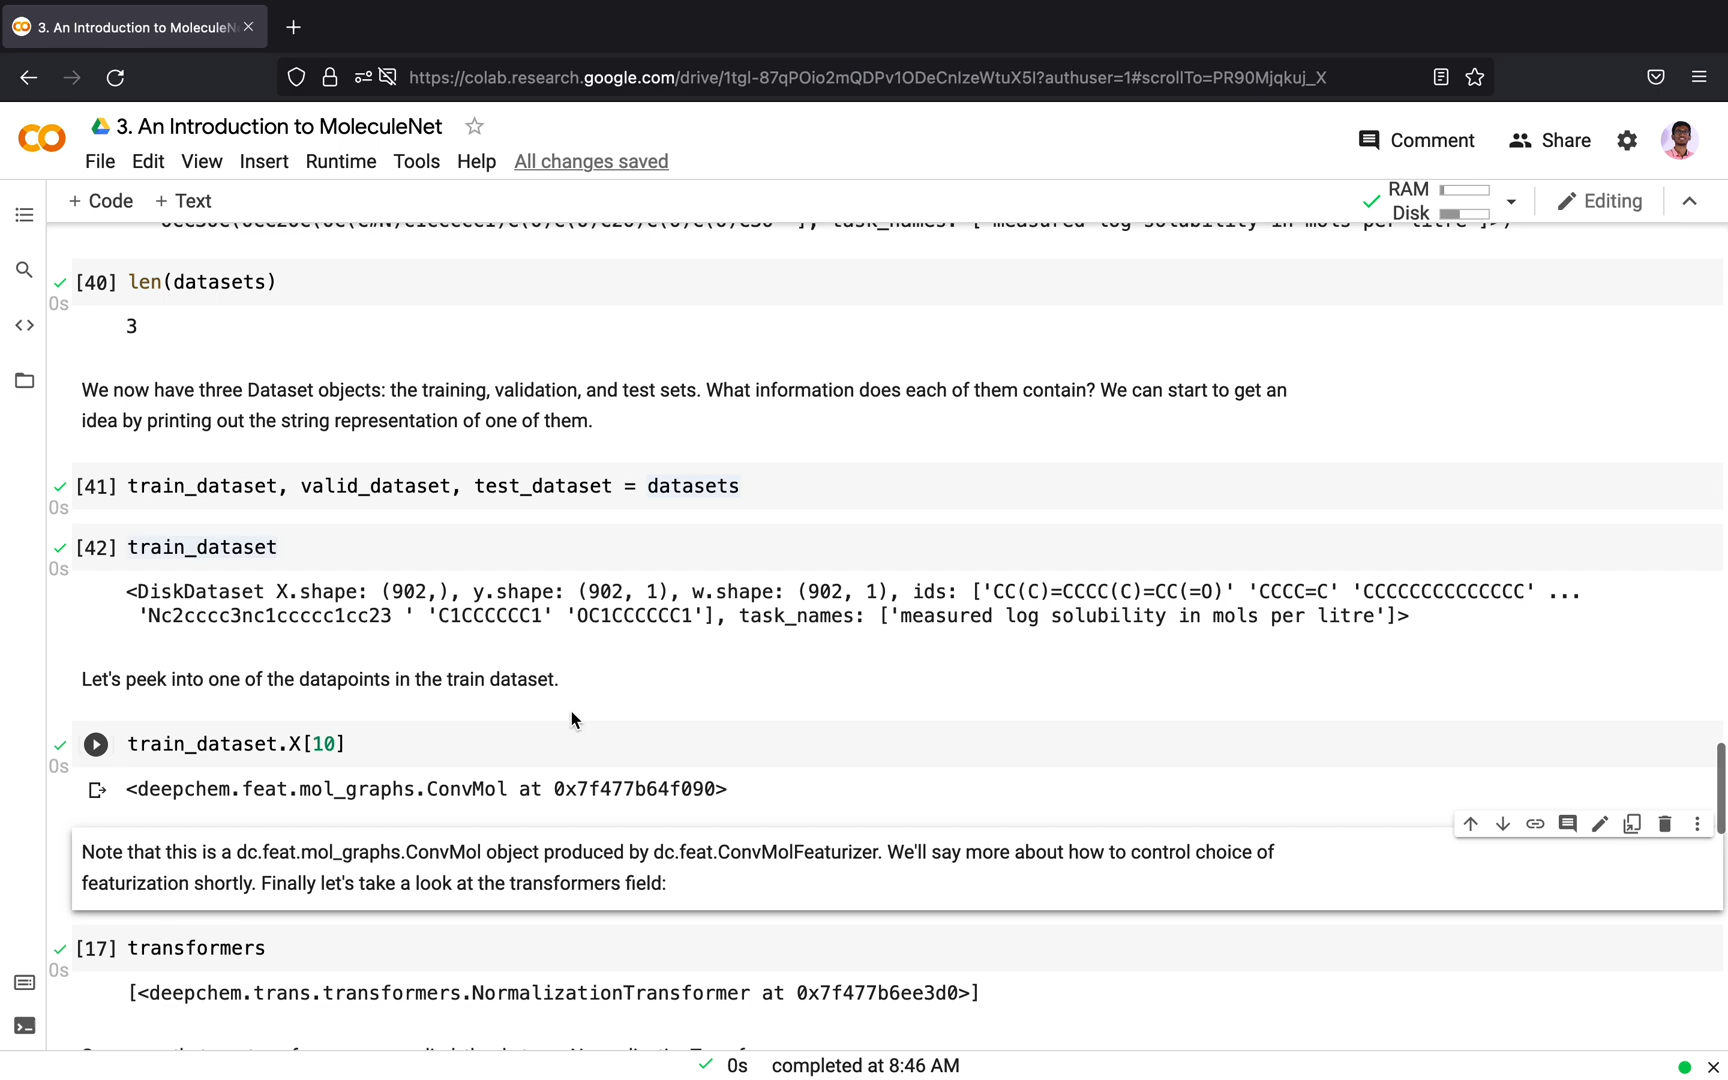 3. An Introduction to MoleculeN
https://colab.research.google.com/drive/1tgI-87qPOio2mQDPv1ODeCnIzeWtuX5I?authuser=1#scrollTo=PR90Mjqkuj_X
3. An Introduction to MoleculeNet
File Edit View Insert Runtime Tools Help All changes saved
Comment Share
+ Code + Text
RAM
Disk
Editing
[40] len(datasets)
0s
3
We now have three Dataset objects: the training, validation, and test sets. What information does each of them contain? We can start to get an
idea by printing out the string representation of one of them.
[41] train_dataset, valid_dataset, test_dataset = datasets
0s
[42] train_dataset
0s
<DiskDataset X.shape: (902,), y.shape: (902, 1), w.shape: (902, 1), ids: ['CC(C)=CCCC(C)=CC(=O)' 'CCCC=C' 'CCCCCCCCCCCCCC' ...
'Nc2cccc3nc1ccccc1cc23 ' 'C1CCCCCC1' 'OC1CCCCCC1'], task_names: ['measured log solubility in mols per litre']>
Let's peek into one of the datapoints in the train dataset.
train_dataset.X[10]
0s
<deepchem.feat.mol_graphs.ConvMol at 0x7f477b64f090>
Note that this is a dc.feat.mol_graphs.ConvMol object produced by dc.feat.ConvMolFeaturizer. We'll say more about how to control choice of
featurization shortly. Finally let's take a look at the transformers field:
[17] transformers
0s
[<deepchem.trans.transformers.NormalizationTransformer at 0x7f477b6ee3d0>]
0s completed at 8:46 AM